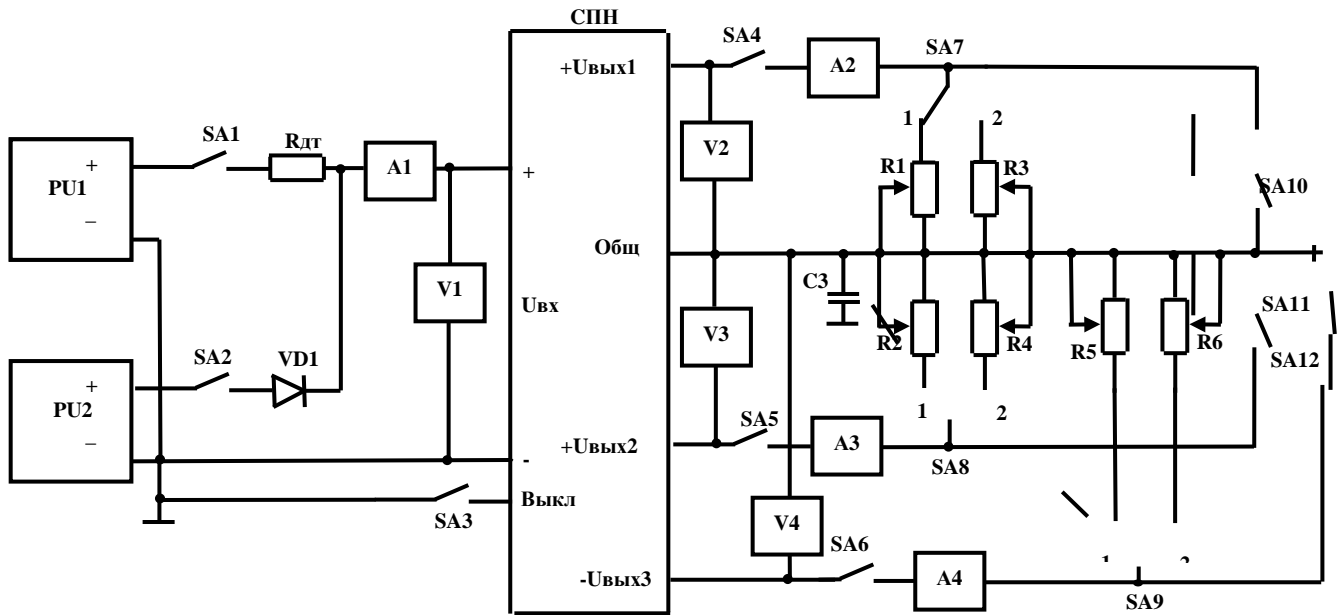 СПН
SA4
SA7
+Uвых1
A2
SA1
Rдт
A1
V2
1
2
+
PU1
–
+
R1
R3
SA10
Общ
V1
Uвх
C3
V3
SA11
R2
R4
R5
R6
SA12
SA2
VD1
+
PU2
–
1
2
SA5
+Uвых2
A3
SA8
-
Выкл
SA3
V4
SA6
1
2
-Uвых3
A4
SA9